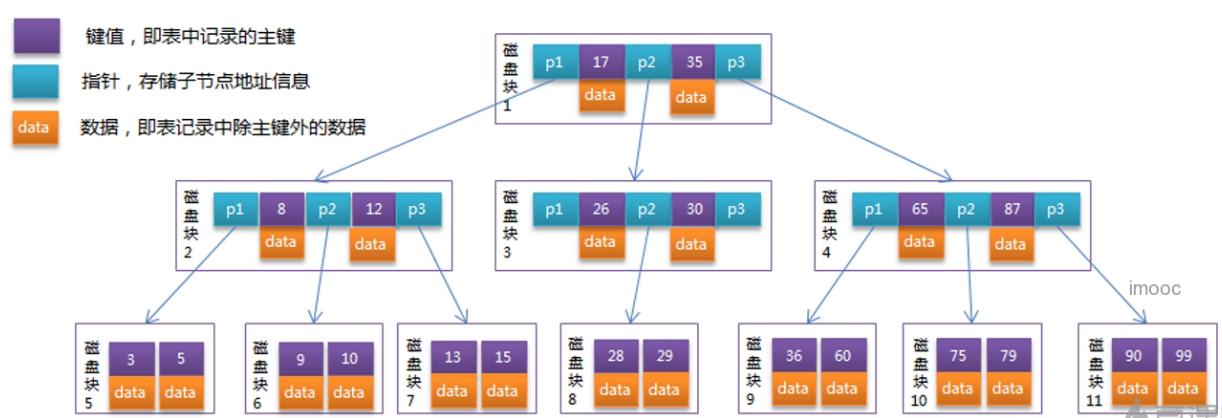 键值，即表中记录的主键
指针，存储子节点地址信息
data 数据，即表记录中除主键外的数据
磁盘块1
p1 17 p2 35 p3
data data
磁盘块2
p1 8 p2 12 p3
data data
磁盘块3
p1 26 p2 30 p3
data data
磁盘块4
p1 65 p2 87 p3
data data
imooc
磁盘块5
3 5
data data
磁盘块6
9 10
data data
磁盘块7
13 15
data data
磁盘块8
28 29
data data
磁盘块9
36 60
data data
磁盘块10
75 79
data data
磁盘块11
90 99
data data